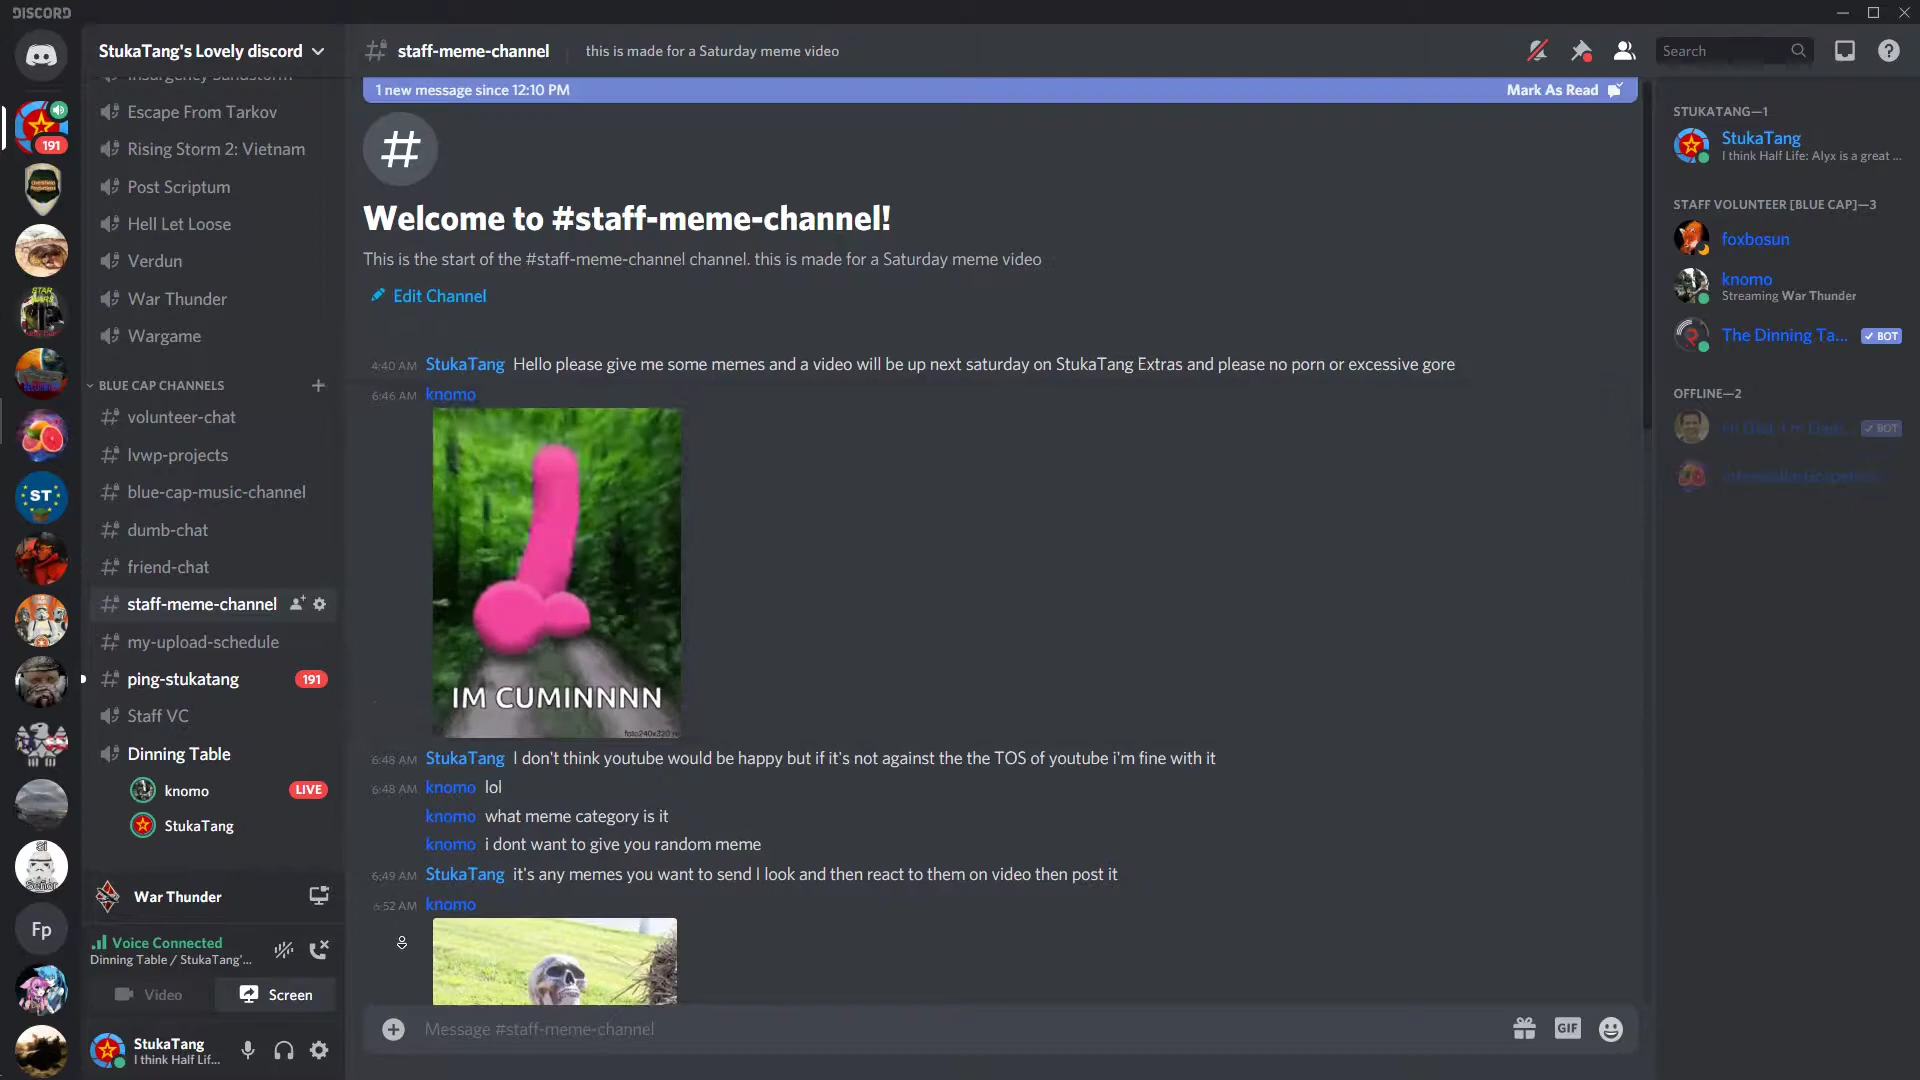 DISCORD
StukaTang's Lovely discord
staff-meme-channel
this is made for a Saturday meme video
Search
Insurgency Sandstorm
Escape From Tarkov
Rising Storm 2: Vietnam
Post Scriptum
Hell Let Loose
Verdun
War Thunder
Wargame
BLUE CAP CHANNELS
volunteer-chat
lvwp-projects
blue-cap-music-channel
dumb-chat
friend-chat
staff-meme-channel
my-upload-schedule
ping-stukatang 191
Staff VC
Dinning Table
knomo LIVE
StukaTang
War Thunder
Voice Connected
Dinning Table / StukaTang'...
Video Screen
StukaTang
I think Half Lif...
191
ST
Fp
1 new message since 12:10 PM Mark As Read
Welcome to #staff-meme-channel!
This is the start of the #staff-meme-channel channel. this is made for a Saturday meme video
Edit Channel
4:40 AM StukaTang Hello please give me some memes and a video will be up next saturday on StukaTang Extras and please no porn or excessive gore
6:46 AM knomo
IM CUMINNNN
foto240x320.re
6:48 AM StukaTang I don't think youtube would be happy but if it's not against the the TOS of youtube i'm fine with it
6:48 AM knomo lol
knomo what meme category is it
knomo i dont want to give you random meme
6:49 AM StukaTang it's any memes you want to send I look and then react to them on video then post it
6:52 AM knomo
Message #staff-meme-channel
GIF
STUKATANG—1
StukaTang
I think Half Life: Alyx is a great ...
STAFF VOLUNTEER [BLUE CAP]—3
foxbosun
knomo
Streaming War Thunder
The Dinning Ta... BOT
OFFLINE—2
BOT